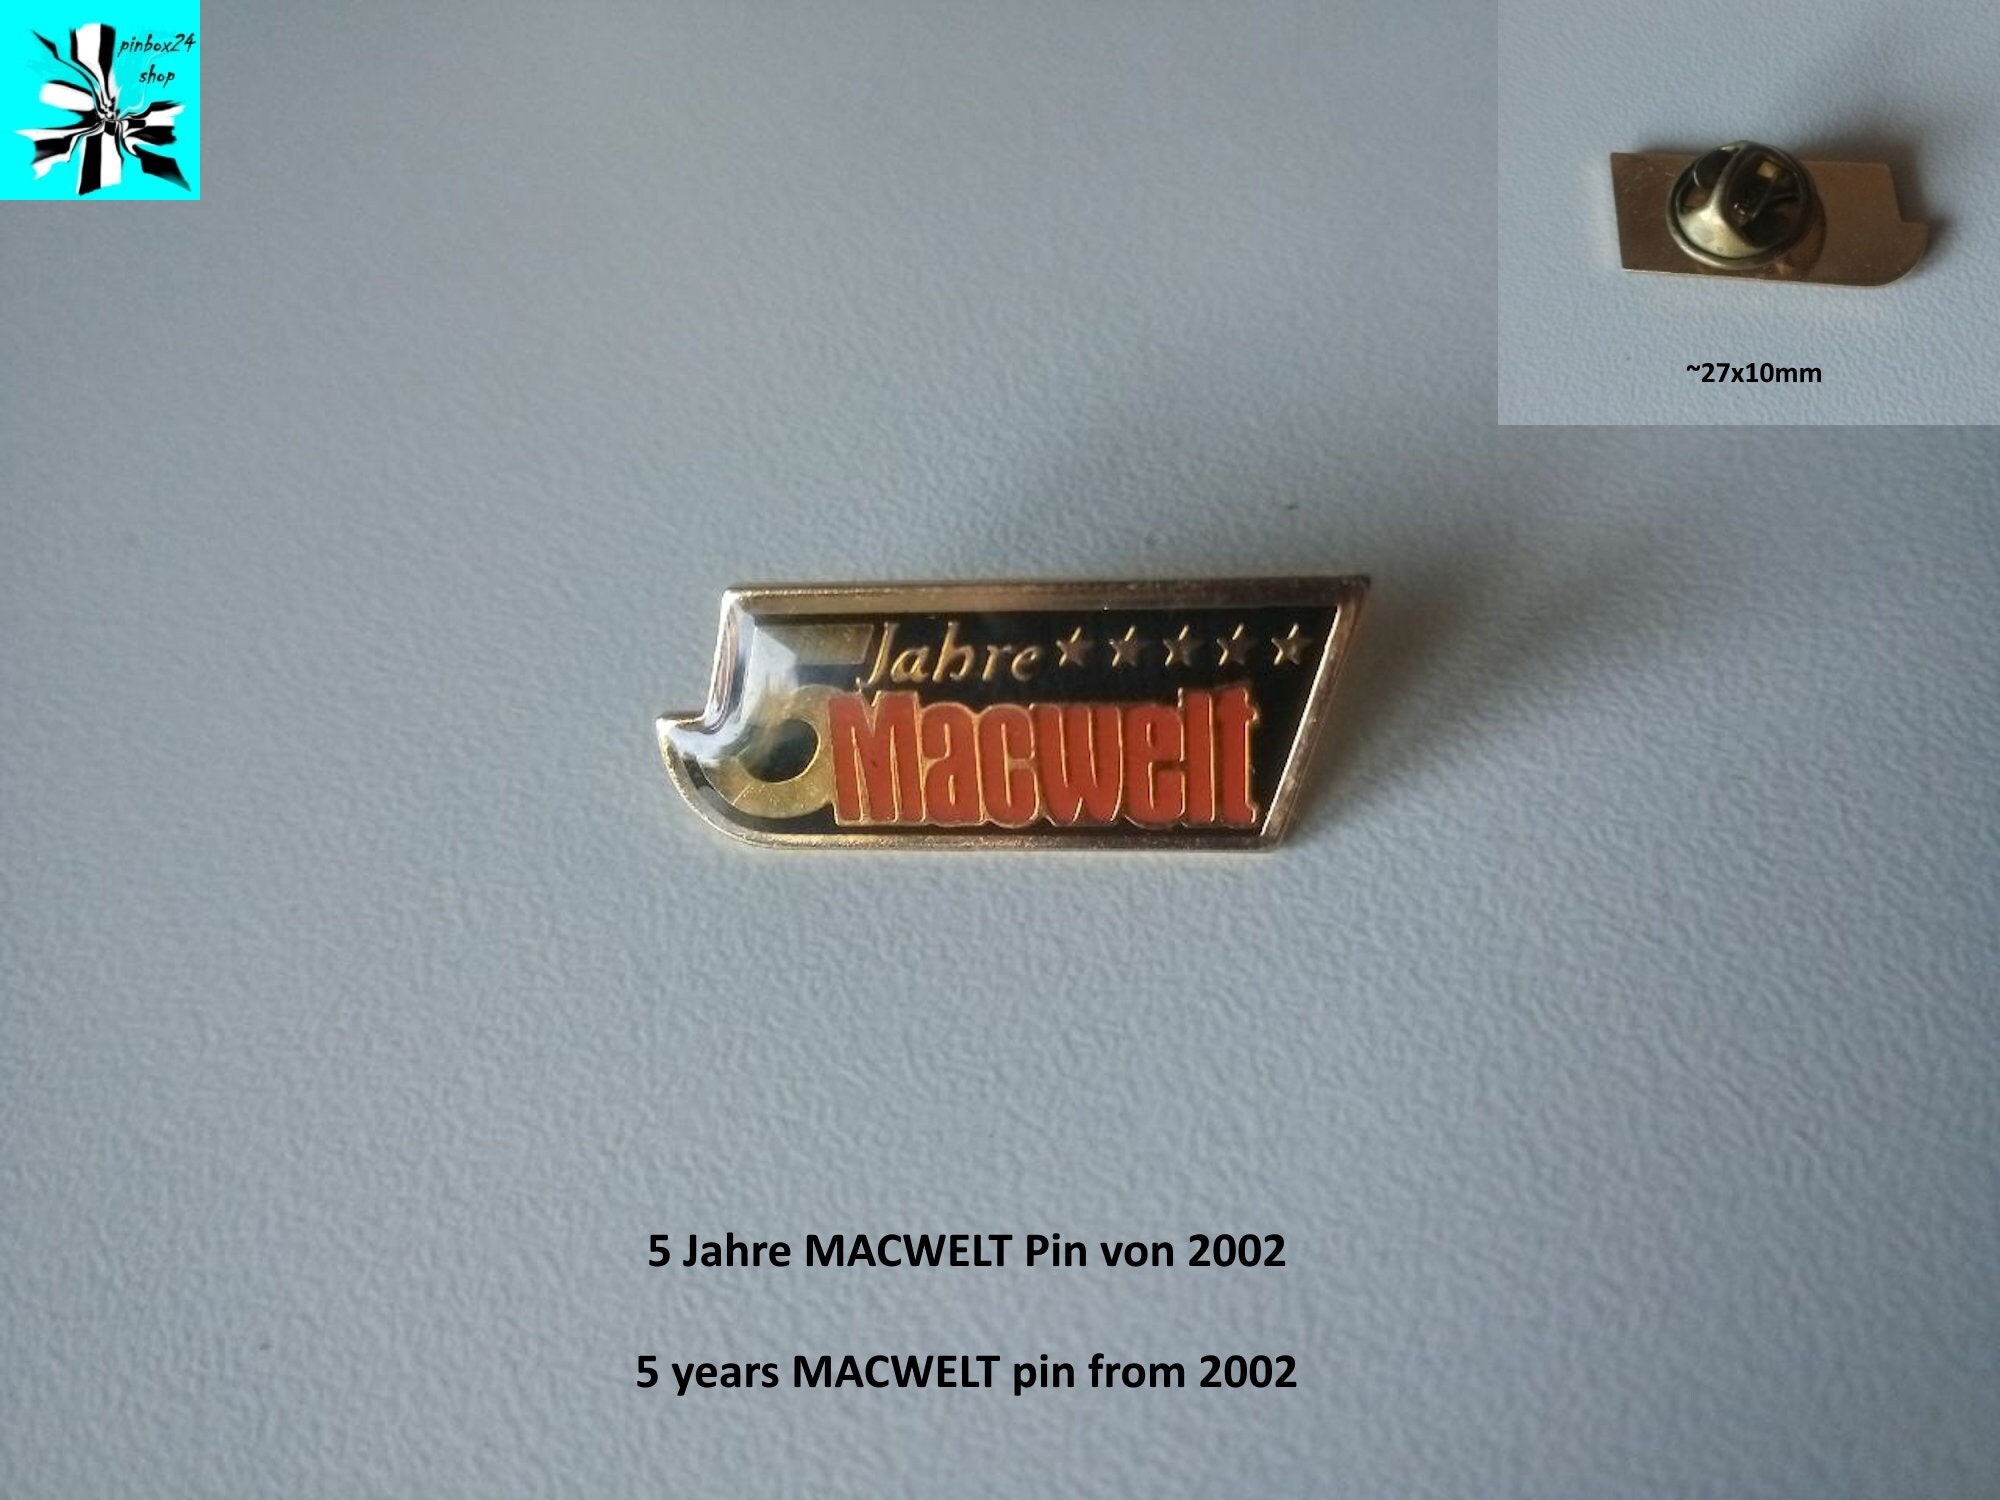 pinbox24
shop
~27x10mm
5 Jahre ★★★★★
Macwelt
5 Jahre MACWELT Pin von 2002
5 years MACWELT pin from 2002